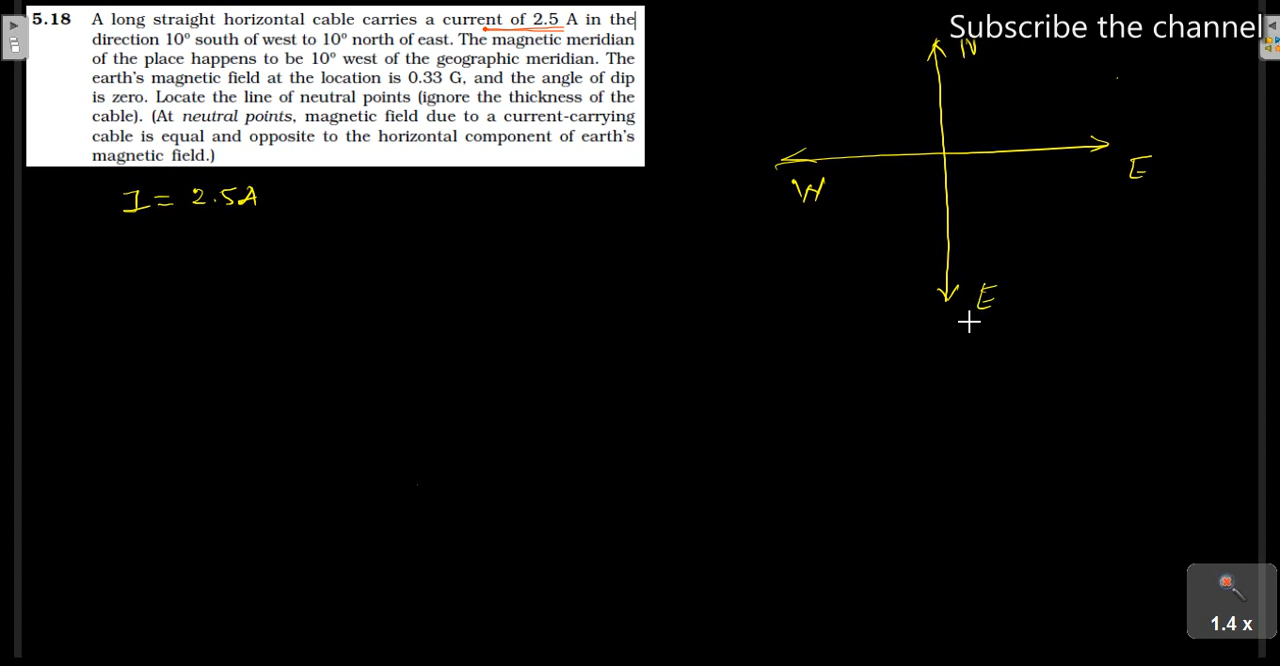 Subscribe the channel
5.18 A long straight horizontal cable carries a current of 2.5 A in the
direction 10° south of west to 10° north of east. The magnetic meridian
of the place happens to be 10° west of the geographic meridian. The
earth's magnetic field at the location is 0.33 G, and the angle of dip
is zero. Locate the line of neutral points (ignore the thickness of the
cable). (At neutral points, magnetic field due to a current-carrying
cable is equal and opposite to the horizontal component of earth's
magnetic field.)
I = 2.5A
N
E
W
E
1.4 x